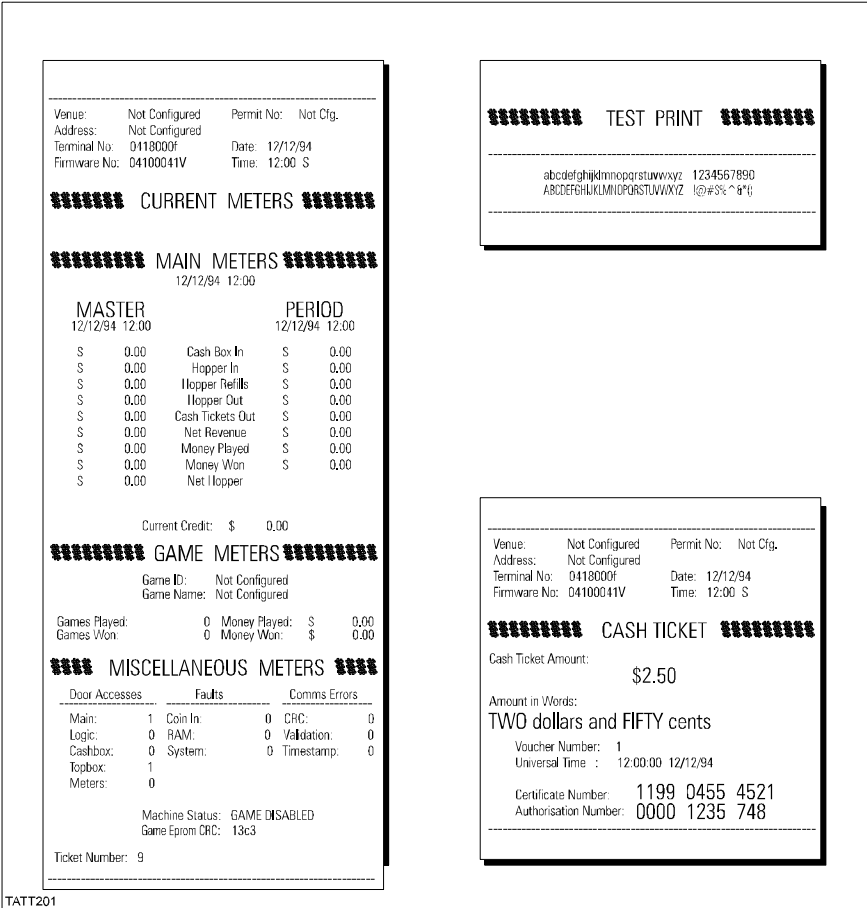 Venue: Not Configured Permit No: Not Cfg.
Address: Not Configured
Terminal No: 0418000f Date: 12/12/94
Firmware No: 04100041V Time: 12:00 S
$$$$$$$ CURRENT METERS $$$$$$$
$$$$$$$$$ MAIN METERS $$$$$$$$$
12/12/94 12:00
MASTER PERIOD
12/12/94 12:00 12/12/94 12:00
S 0.00 Cash Box In S 0.00
S 0.00 Hopper In S 0.00
S 0.00 Hopper Refills S 0.00
S 0.00 Hopper Out S 0.00
S 0.00 Cash Tickets Out S 0.00
S 0.00 Net Revenue S 0.00
S 0.00 Money Played S 0.00
S 0.00 Money Won S 0.00
S 0.00 Net Hopper
Current Credit: $ 0.00
$$$$$$$$$ GAME METERS $$$$$$$$$
Game ID: Not Configured
Game Name: Not Configured
Games Played: 0 Money Played: S 0.00
Games Won: 0 Money Won: $ 0.00
$$$$ MISCELLANEOUS METERS $$$$
Door Accesses Faults Comms Errors
Main: 1 Coin In: 0 CRC: 0
Logic: 0 RAM: 0 Validation: 0
Cashbox: 0 System: 0 Timestamp: 0
Topbox: 1
Meters: 0
Machine Status: GAME DISABLED
Game Eprom CRC: 13c3
Ticket Number: 9
$$$$$$$$$ TEST PRINT $$$$$$$$$
abcdefghijklmnopqrstuvwxyz 1234567890
ABCDEFGHIJKLMNOPQRSTUVWXYZ !@#$%^&*()
Venue: Not Configured Permit No: Not Cfg.
Address: Not Configured
Terminal No: 0418000f Date: 12/12/94
Firmware No: 04100041V Time: 12:00 S
$$$$$$$$$ CASH TICKET $$$$$$$$$
Cash Ticket Amount:
$2.50
Amount in Words:
TWO dollars and FIFTY cents
Voucher Number: 1
Universal Time : 12:00:00 12/12/94
Certificate Number: 1199 0455 4521
Authorisation Number: 0000 1235 748
TATT201